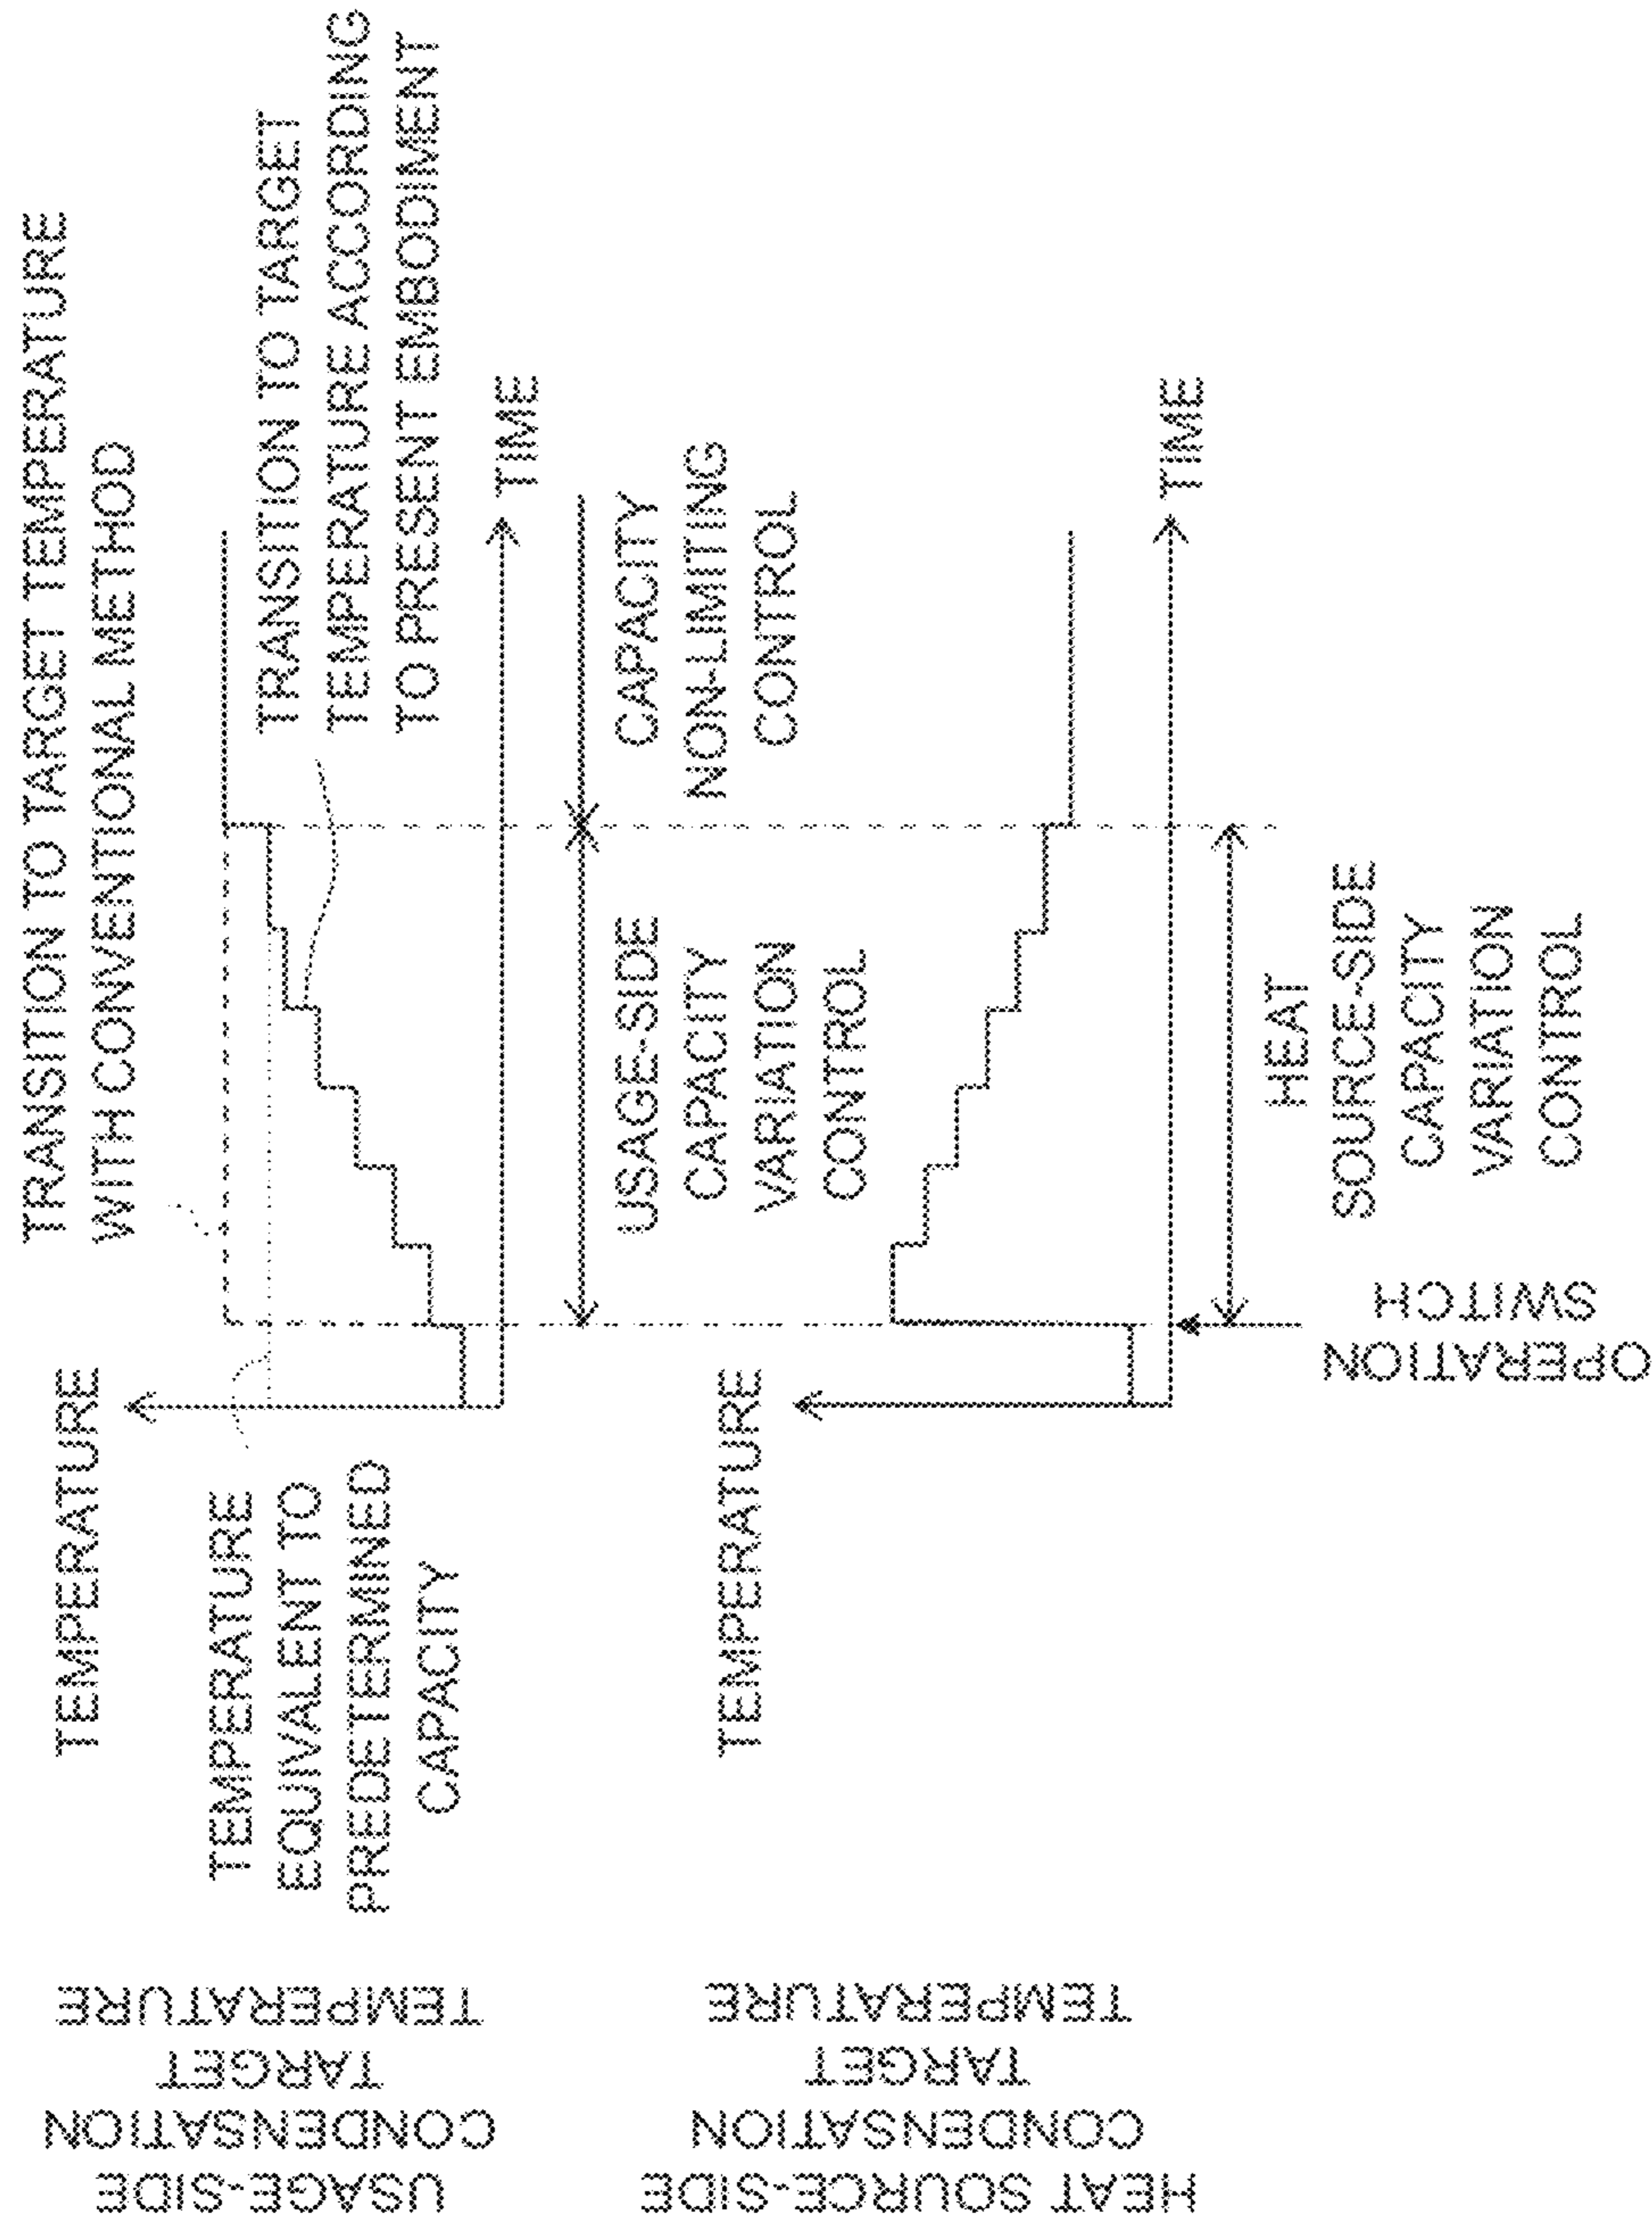 TRANSITION TO TARGET TEMPERATURE
WITH CONVENTIONAL METHOD
TEMPERATURE
USAGE-SIDE
CONDENSATION
TARGET
TEMPERATURE
TEMPERATURE
EQUIVALENT TO
PREDETERMINED
CAPACITY
TRANSITION TO TARGET
TEMPERATURE ACCORDING
TO PRESENT EMBODIMENT
TIME
USAGE-SIDE
CAPACITY
VARIATION
CONTROL
CAPACITY
NON-LIMITING
CONTROL
TEMPERATURE
HEAT SOURCE-SIDE
CONDENSATION
TARGET
TEMPERATURE
TIME
OPERATION
SWITCH
HEAT
SOURCE-SIDE
CAPACITY
VARIATION
CONTROL